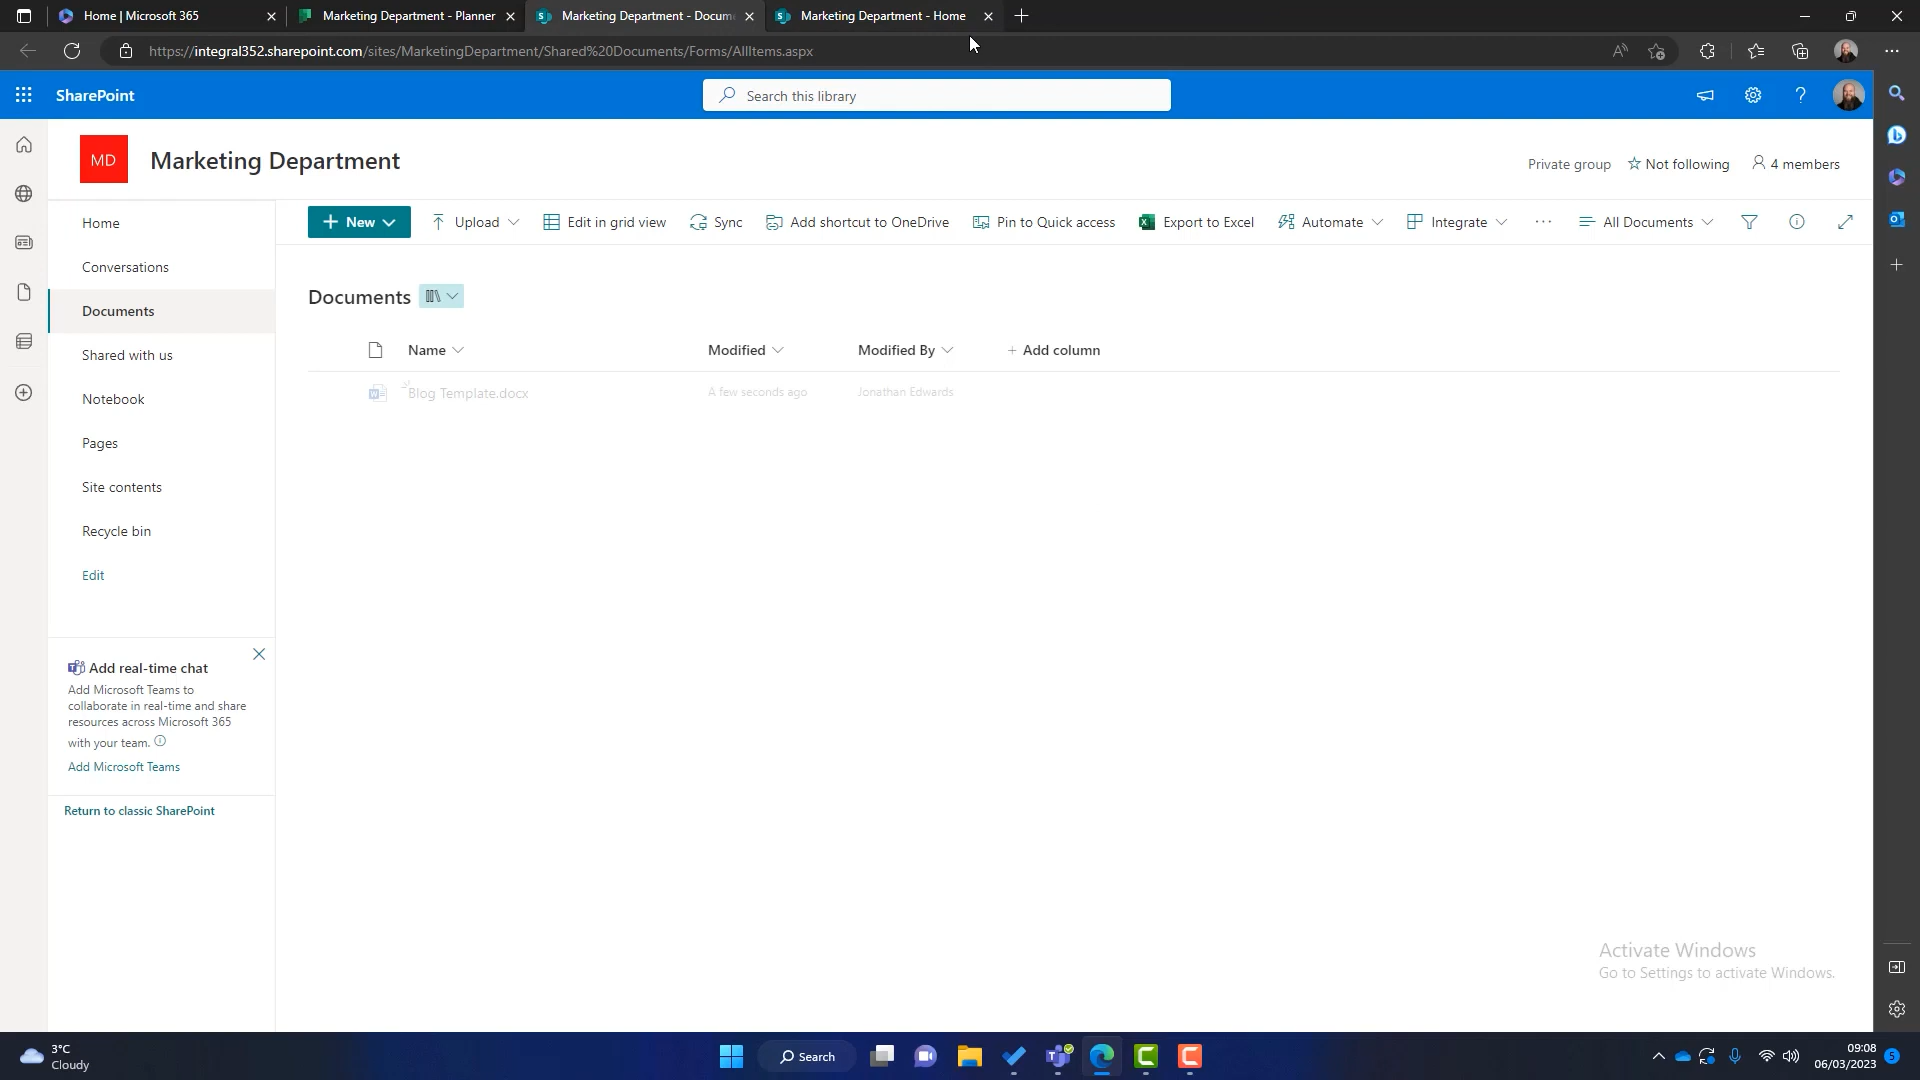 Home | Microsoft 365
Marketing Department - Planner
Marketing Department - Docum
Marketing Department - Home
https://integral352.sharepoint.com/sites/MarketingDepartment/Shared%20Documents/Forms/AllItems.aspx
SharePoint
Search this library
MD
Marketing Department
Private group
Not following
4 members
Home
Conversations
Documents
Shared with us
Notebook
Pages
Site contents
Recycle bin
Edit
New
Upload
Edit in grid view
Sync
Add shortcut to OneDrive
Pin to Quick access
Export to Excel
Automate
Integrate
All Documents
Documents
Name
Modified
Modified By
Add column
Blog Template.docx
A few seconds ago
Jonathan Edwards
Add real-time chat
Add Microsoft Teams to
collaborate in real-time and share
resources across Microsoft 365
with your team.
Add Microsoft Teams
Return to classic SharePoint
Activate Windows
Go to Settings to activate Windows.
3°C
Cloudy
Search
09:08
06/03/2023
5